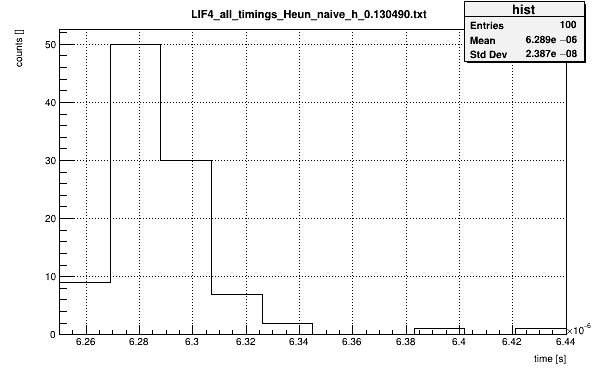 LIF4_all_timings_Heun_naive_h_0.130490.txt
hist
Entries 100
Mean 6.289e −06
Std Dev 2.387e −08
counts []
50
40
30
20
10
0
6.26 6.28 6.3 6.32 6.34 6.36 6.38 6.4 6.42 6.44
×10−6
time [s]